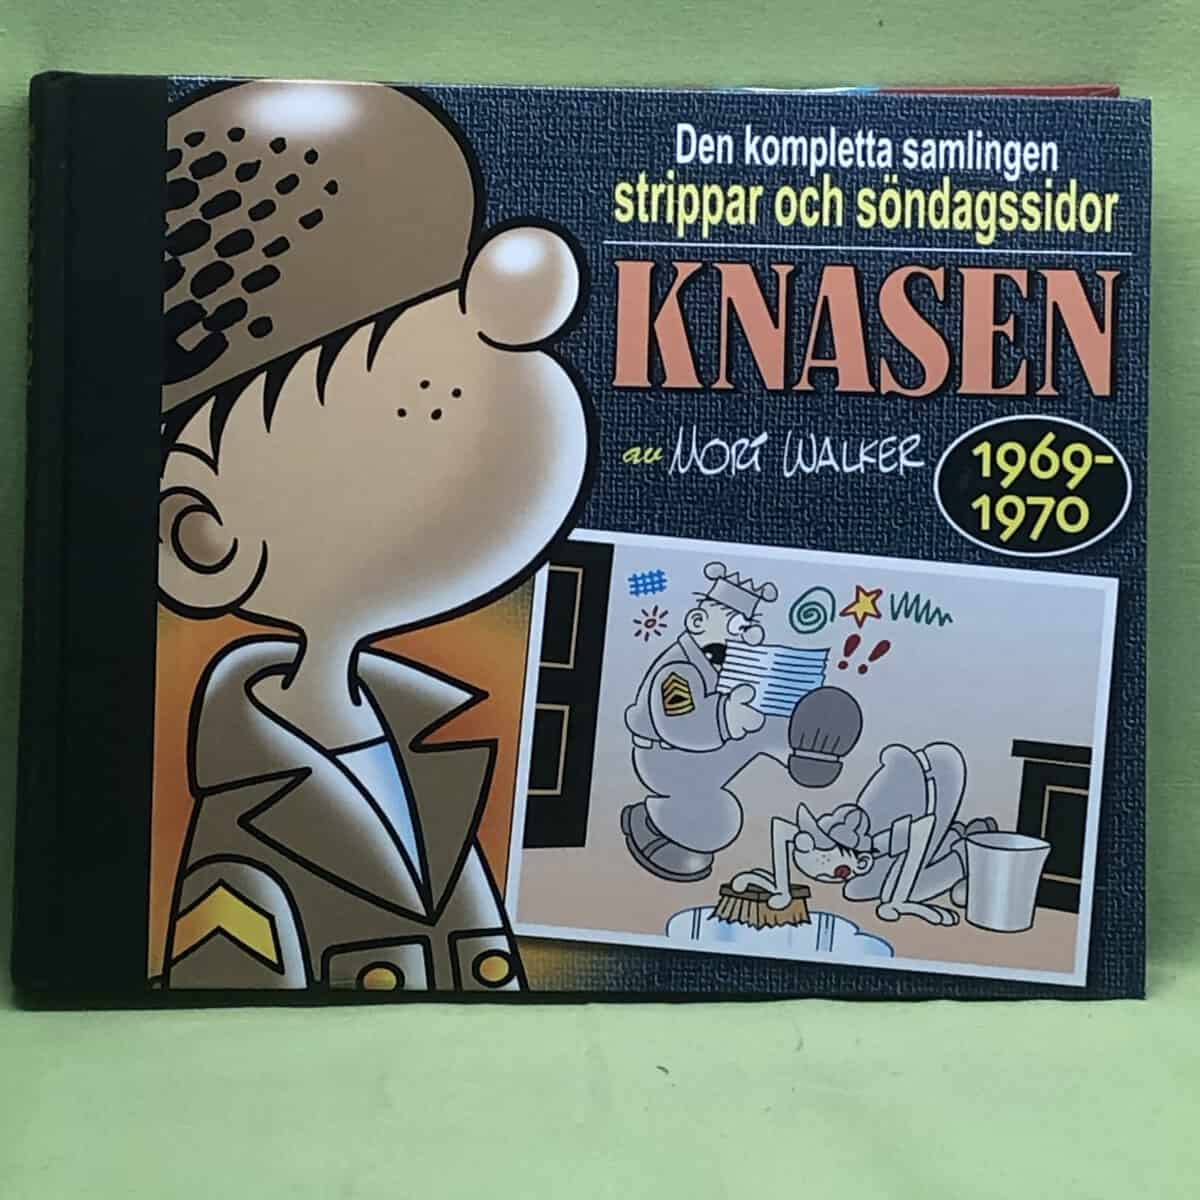 Den kompletta samlingen
strippar och söndagssidor
KNASEN
av MORT WALKER
1969-
1970
!!